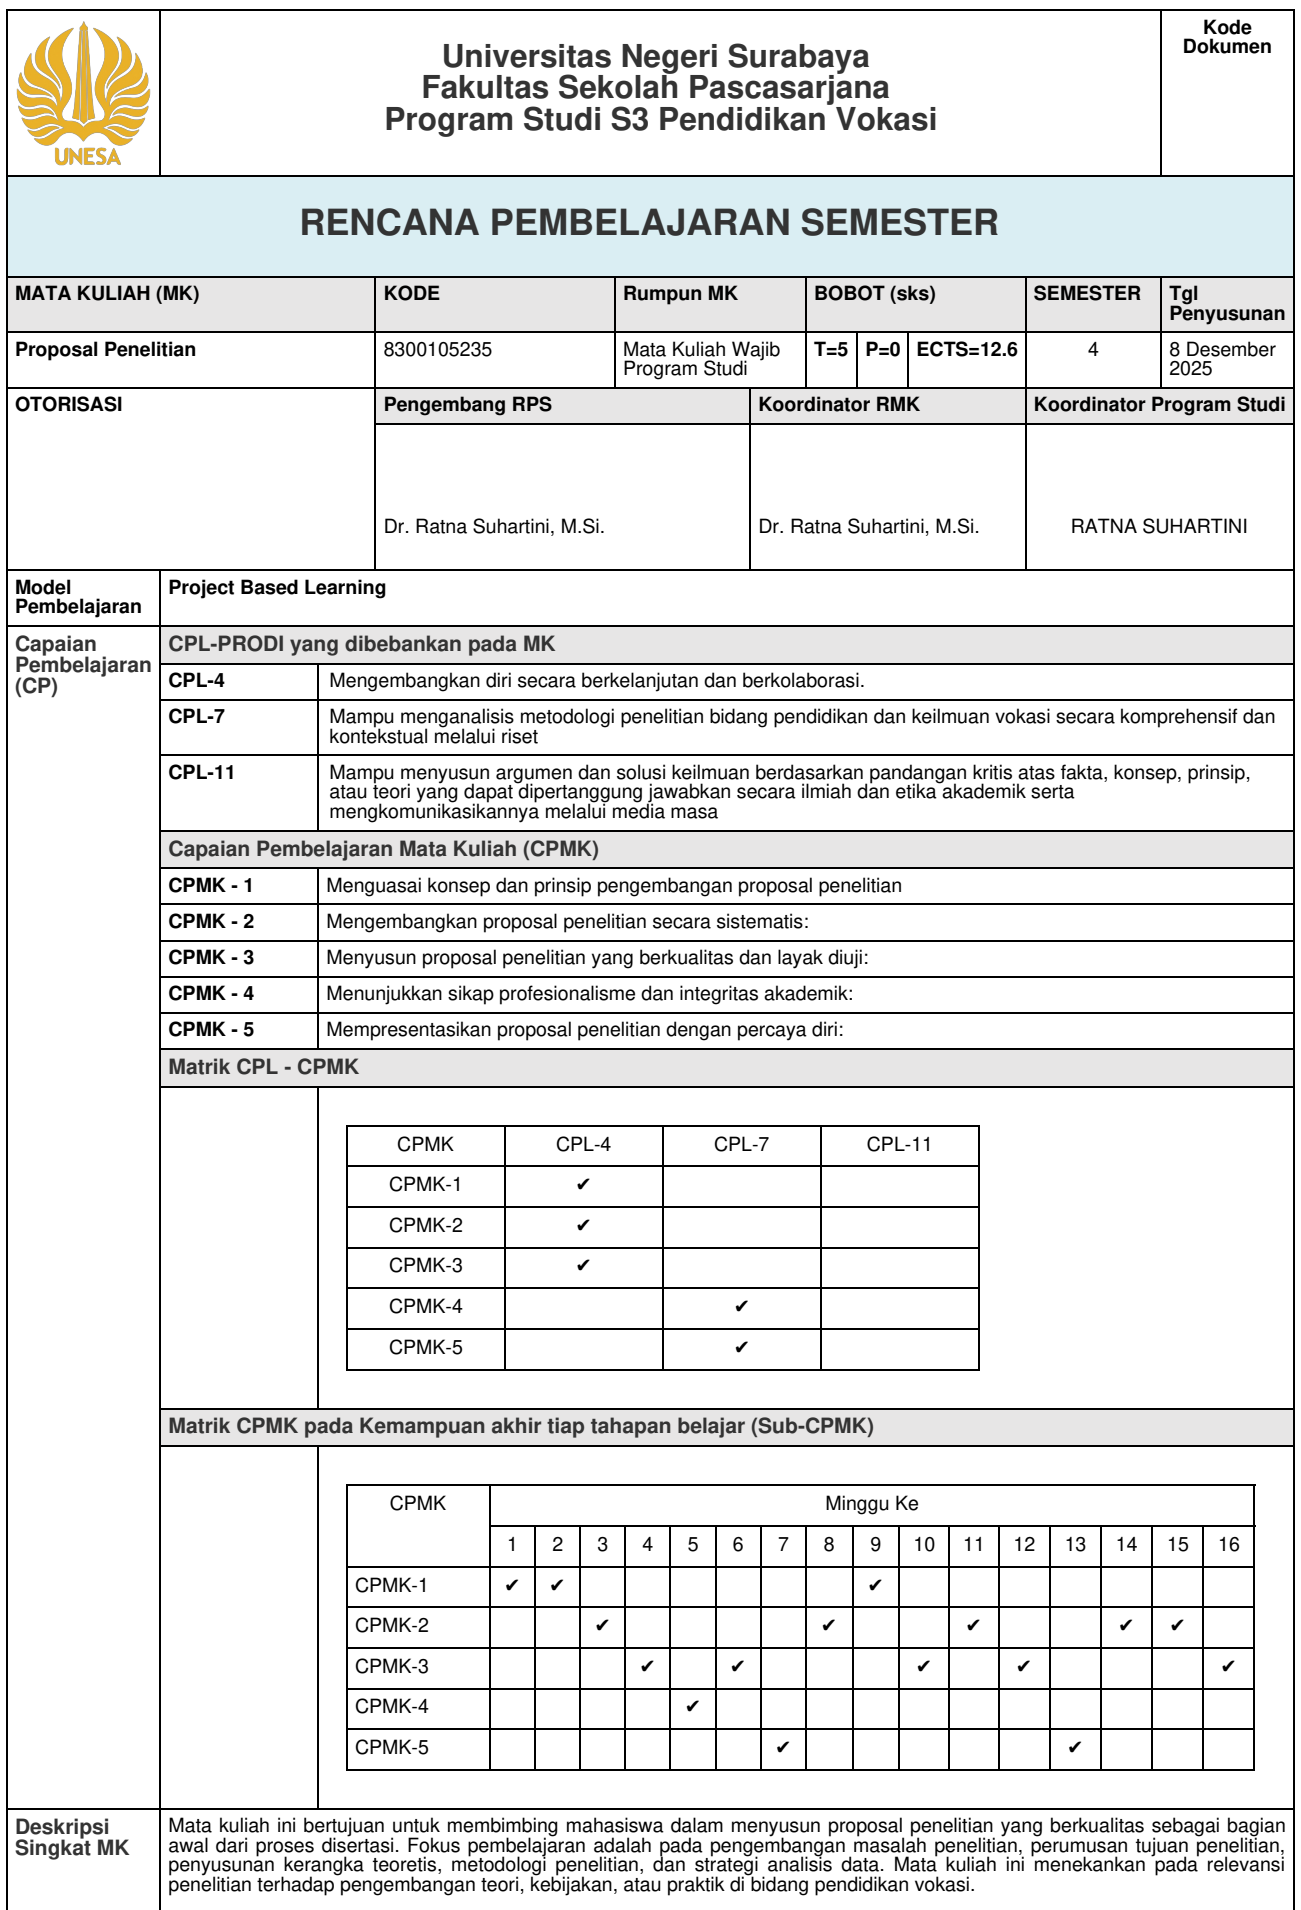 UNESA
Universitas Negeri Surabaya
Fakultas Sekolah Pascasarjana
Program Studi S3 Pendidikan Vokasi
Kode
Dokumen
RENCANA PEMBELAJARAN SEMESTER
MATA KULIAH (MK) KODE Rumpun MK BOBOT (sks) SEMESTER Tgl
Penyusunan
Proposal Penelitian 8300105235 Mata Kuliah Wajib
Program Studi T=5 P=0 ECTS=12.6 4 8 Desember
2025
OTORISASI Pengembang RPS Koordinator RMK Koordinator Program Studi
Dr. Ratna Suhartini, M.Si. Dr. Ratna Suhartini, M.Si. RATNA SUHARTINI
Model
Pembelajaran
Project Based Learning
Capaian
Pembelajaran
(CP)
CPL-PRODI yang dibebankan pada MK
CPL-4 Mengembangkan diri secara berkelanjutan dan berkolaborasi.
CPL-7 Mampu menganalisis metodologi penelitian bidang pendidikan dan keilmuan vokasi secara komprehensif dan
kontekstual melalui riset
CPL-11 Mampu menyusun argumen dan solusi keilmuan berdasarkan pandangan kritis atas fakta, konsep, prinsip,
atau teori yang dapat dipertanggung jawabkan secara ilmiah dan etika akademik serta
mengkomunikasikannya melalui media masa
Capaian Pembelajaran Mata Kuliah (CPMK)
CPMK - 1 Menguasai konsep dan prinsip pengembangan proposal penelitian
CPMK - 2 Mengembangkan proposal penelitian secara sistematis:
CPMK - 3 Menyusun proposal penelitian yang berkualitas dan layak diuji:
CPMK - 4 Menunjukkan sikap profesionalisme dan integritas akademik:
CPMK - 5 Mempresentasikan proposal penelitian dengan percaya diri:
Matrik CPL - CPMK
CPMK CPL-4 CPL-7 CPL-11
CPMK-1 ✔
CPMK-2 ✔
CPMK-3 ✔
CPMK-4 ✔
CPMK-5 ✔
Matrik CPMK pada Kemampuan akhir tiap tahapan belajar (Sub-CPMK)
CPMK Minggu Ke
1 2 3 4 5 6 7 8 9 10 11 12 13 14 15 16
CPMK-1 ✔ ✔ ✔
CPMK-2 ✔ ✔ ✔ ✔ ✔
CPMK-3 ✔ ✔ ✔ ✔ ✔
CPMK-4 ✔
CPMK-5 ✔ ✔
Deskripsi
Singkat MK
Mata kuliah ini bertujuan untuk membimbing mahasiswa dalam menyusun proposal penelitian yang berkualitas sebagai bagian
awal dari proses disertasi. Fokus pembelajaran adalah pada pengembangan masalah penelitian, perumusan tujuan penelitian,
penyusunan kerangka teoretis, metodologi penelitian, dan strategi analisis data. Mata kuliah ini menekankan pada relevansi
penelitian terhadap pengembangan teori, kebijakan, atau praktik di bidang pendidikan vokasi.